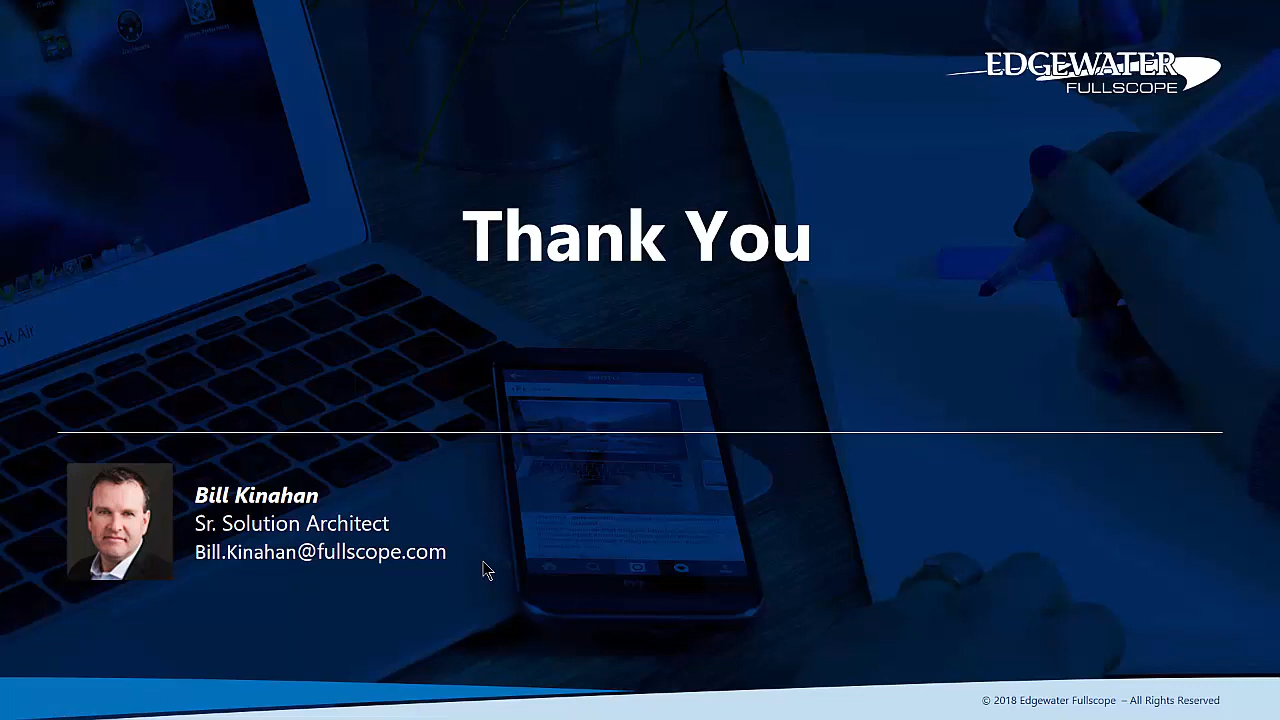 EDGEWATER
FULLSCOPE
Thank You
Bill Kinahan
Sr. Solution Architect
Bill.Kinahan@fullscope.com
© 2018 Edgewater Fullscope – All Rights Reserved